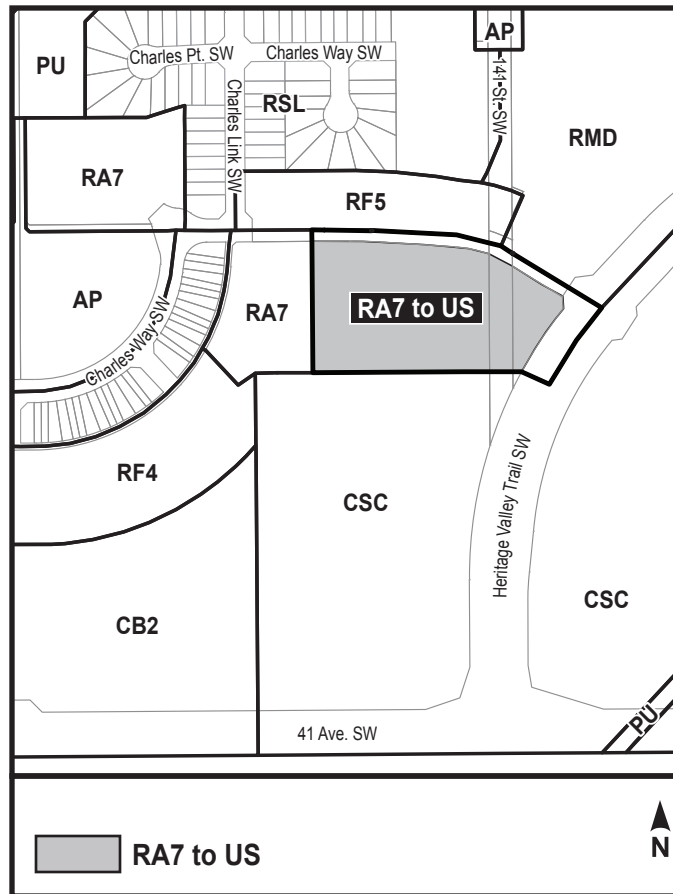 AP
PU
Charles Pt. SW
Charles Way SW
141 St. SW
RSL
Charles Link SW
RMD
RA7
RF5
AP
RA7
RA7 to US
Charles Way SW
RF4
CSC
Heritage Valley Trail SW
CSC
CB2
PU
41 Ave. SW
RA7 to US
N